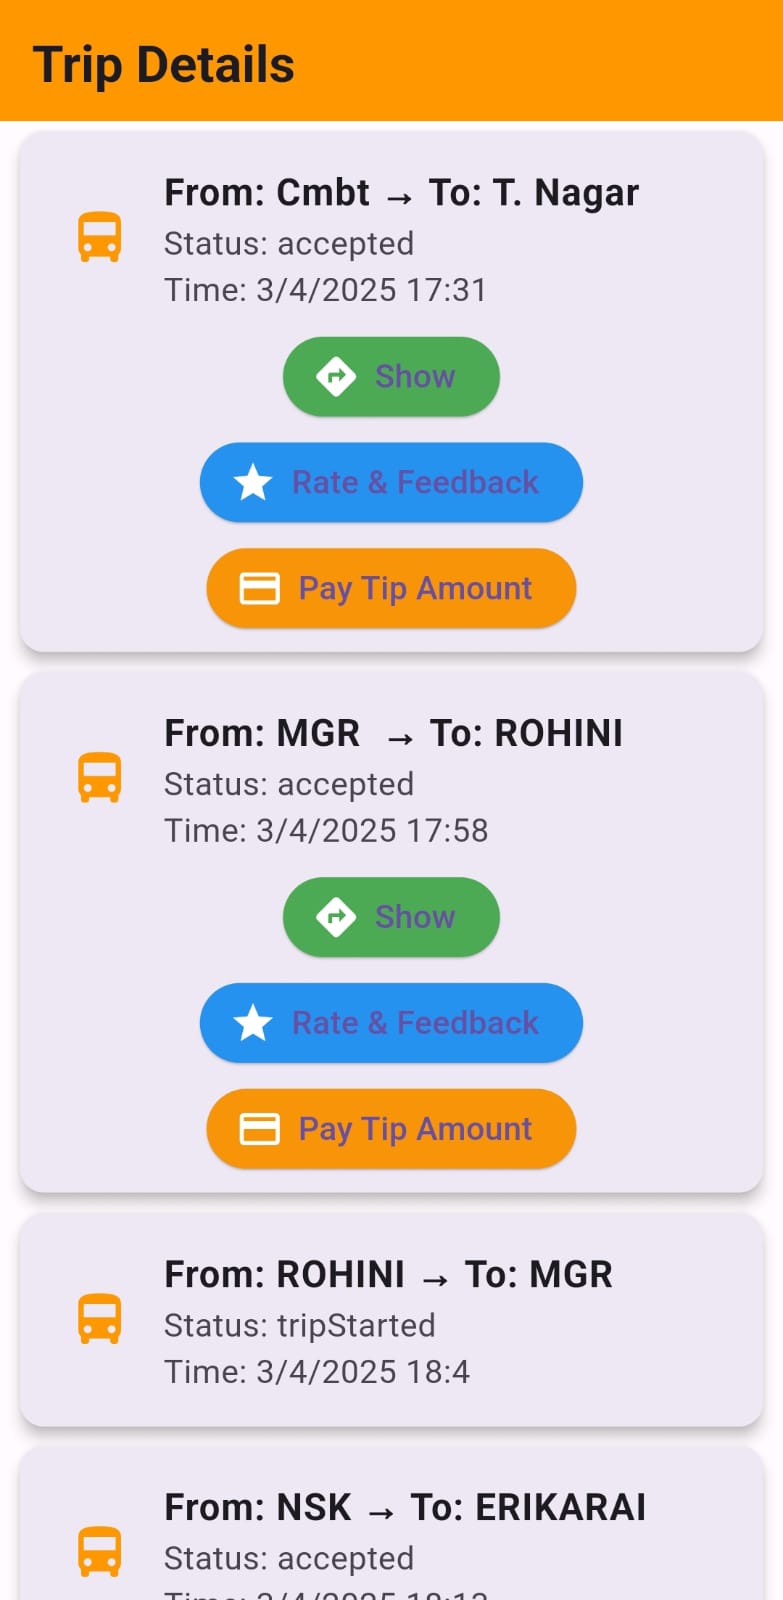 Trip Details
From: Cmbt → To: T. Nagar
Status: accepted
Time: 3/4/2025 17:31
Show
Rate & Feedback
Pay Tip Amount
From: MGR  → To: ROHINI
Status: accepted
Time: 3/4/2025 17:58
Show
Rate & Feedback
Pay Tip Amount
From: ROHINI → To: MGR
Status: tripStarted
Time: 3/4/2025 18:4
From: NSK → To: ERIKARAI
Status: accepted